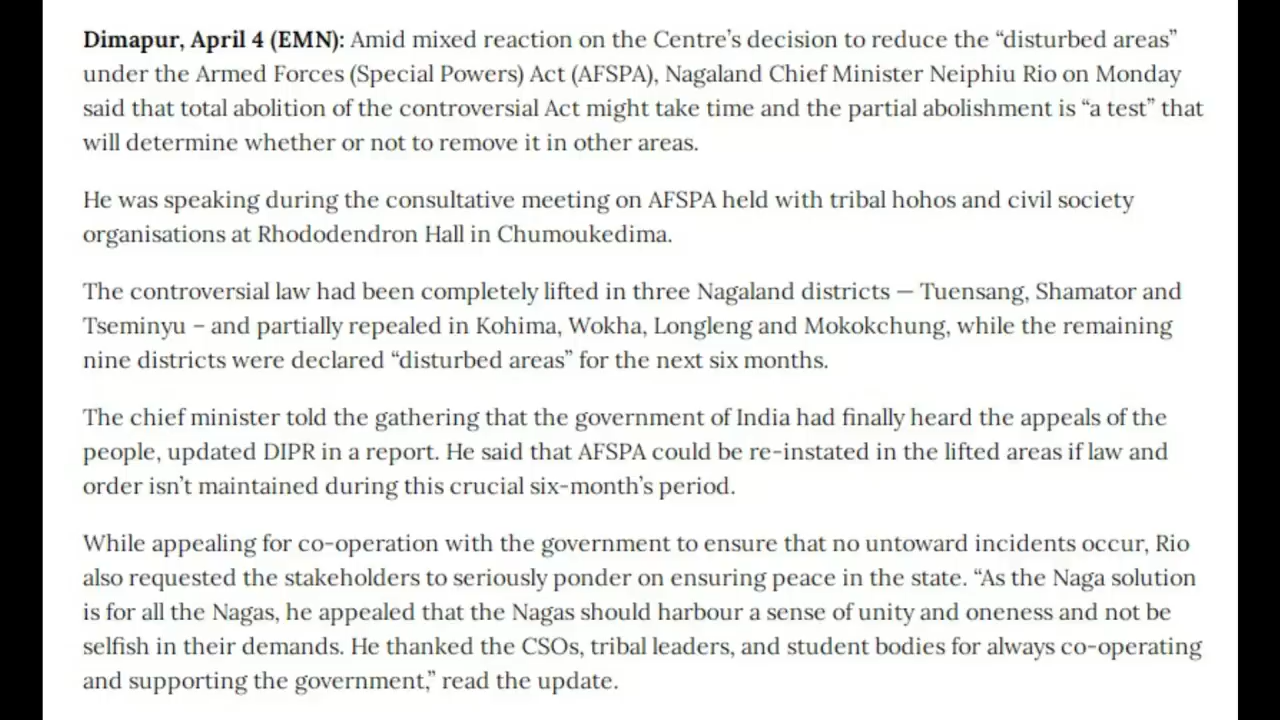 Dimapur, April 4 (EMN): Amid mixed reaction on the Centre’s decision to reduce the “disturbed areas”
under the Armed Forces (Special Powers) Act (AFSPA), Nagaland Chief Minister Neiphiu Rio on Monday
said that total abolition of the controversial Act might take time and the partial abolishment is “a test” that
will determine whether or not to remove it in other areas.
He was speaking during the consultative meeting on AFSPA held with tribal hohos and civil society
organisations at Rhododendron Hall in Chumoukedima.
The controversial law had been completely lifted in three Nagaland districts — Tuensang, Shamator and
Tseminyu – and partially repealed in Kohima, Wokha, Longleng and Mokokchung, while the remaining
nine districts were declared “disturbed areas” for the next six months.
The chief minister told the gathering that the government of India had finally heard the appeals of the
people, updated DIPR in a report. He said that AFSPA could be re-instated in the lifted areas if law and
order isn’t maintained during this crucial six-month’s period.
While appealing for co-operation with the government to ensure that no untoward incidents occur, Rio
also requested the stakeholders to seriously ponder on ensuring peace in the state. “As the Naga solution
is for all the Nagas, he appealed that the Nagas should harbour a sense of unity and oneness and not be
selfish in their demands. He thanked the CSOs, tribal leaders, and student bodies for always co-operating
and supporting the government,” read the update.